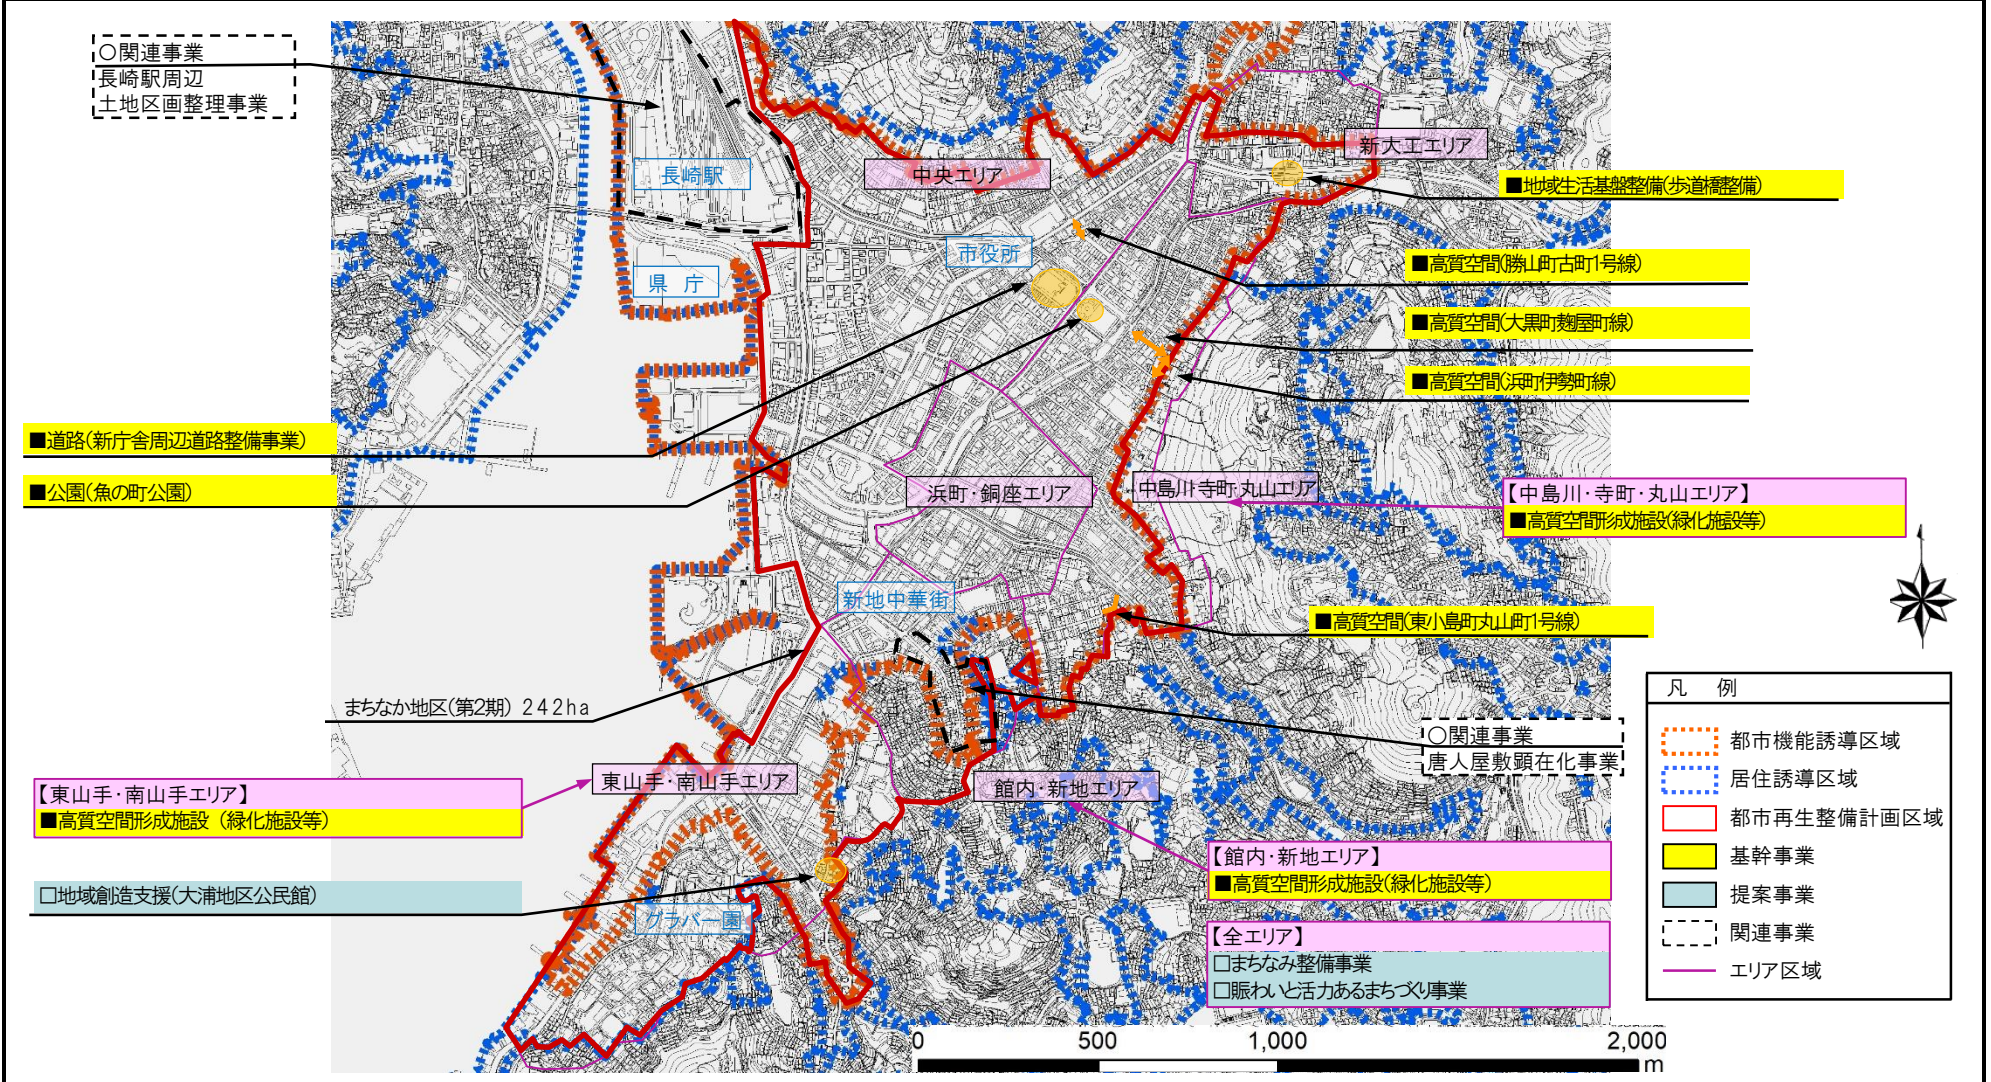 〇関連事業
長崎駅周辺
土地区画整理事業
長崎駅
中央エリア
新大工エリア
■地域生活基盤整備(歩道橋整備)
市役所
県 庁
■高質空間(勝山町古町1号線)
■高質空間(大黒町麹屋町線)
■高質空間(浜町伊勢町線)
■道路(新庁舎周辺道路整備事業)
■公園(魚の町公園)
浜町・銅座エリア
中島川・寺町・丸山エリア
【中島川・寺町・丸山エリア】
■高質空間形成施設(緑化施設等)
新地中華街
■高質空間(東小島町丸山町1号線)
まちなか地区(第2期) 242ha
〇関連事業
唐人屋敷顕在化事業
東山手・南山手エリア
館内・新地エリア
【東山手・南山手エリア】
■高質空間形成施設 (緑化施設等)
【館内・新地エリア】
■高質空間形成施設(緑化施設等)
□地域創造支援(大浦地区公民館)
グラバー園
【全エリア】
□まちなみ整備事業
□賑わいと活力あるまちづくり事業
凡 例
都市機能誘導区域
居住誘導区域
都市再生整備計画区域
基幹事業
提案事業
関連事業
エリア区域
0 500 1,000 2,000
m